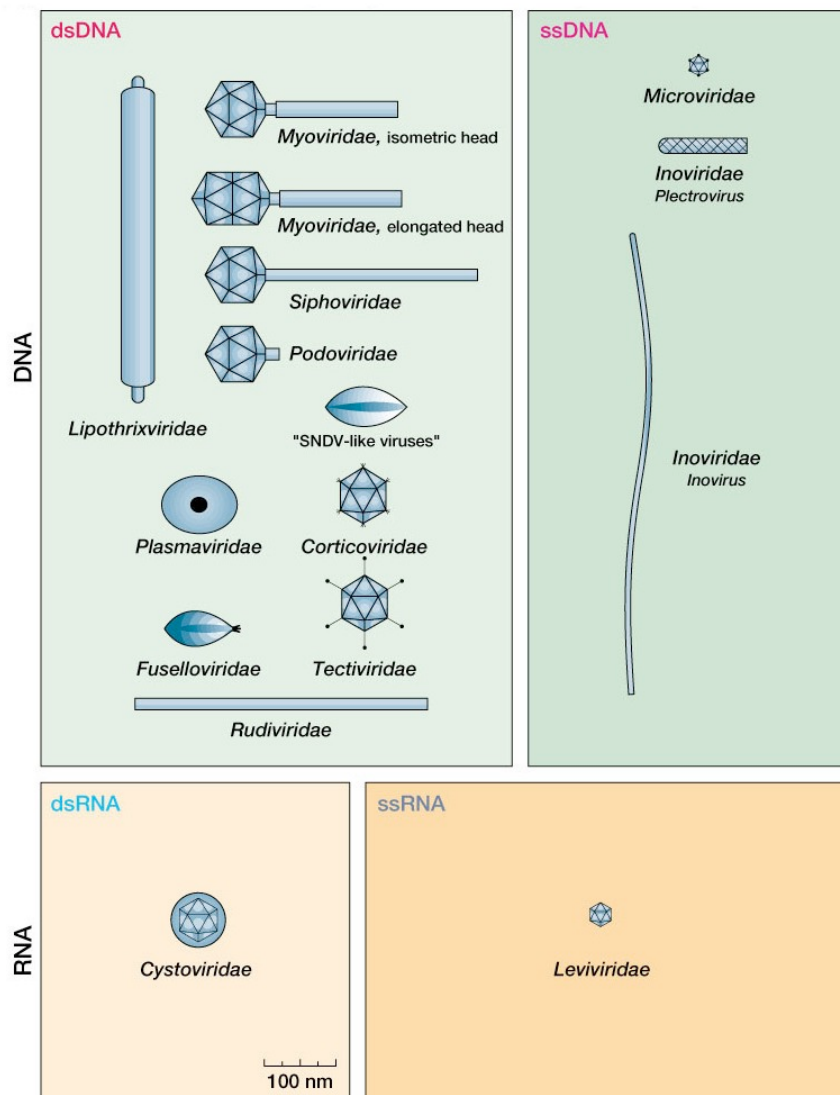 dsDNA
Myoviridae, isometric head
Myoviridae, elongated head
Siphoviridae
Podoviridae
Lipothrixviridae
"SNDV-like viruses"
Plasmaviridae
Corticoviridae
Fuselloviridae
Tectiviridae
Rudiviridae
DNA
ssDNA
Microviridae
Inoviridae
Plectrovirus
Inoviridae
Inovirus
RNA
dsRNA
Cystoviridae
100 nm
ssRNA
Leviviridae